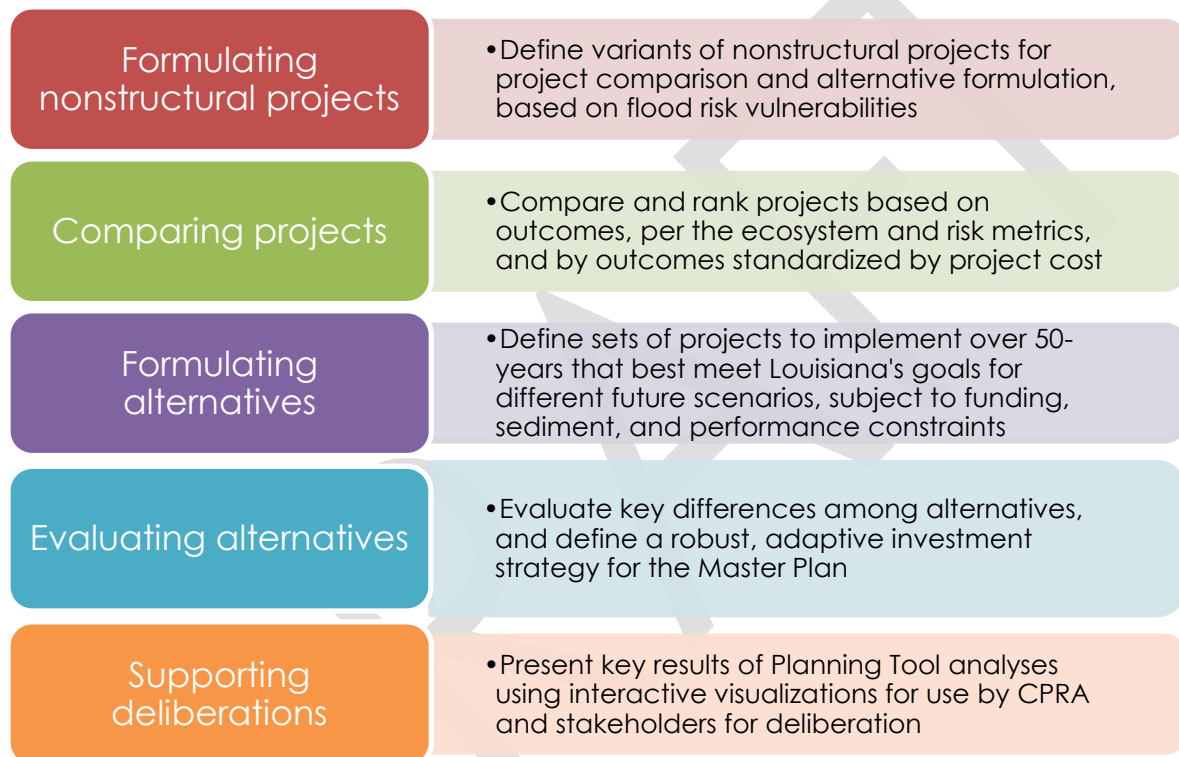 Formulating
nonstructural projects
•Define variants of nonstructural projects for
project comparison and alternative formulation,
based on flood risk vulnerabilities
Comparing projects
•Compare and rank projects based on
outcomes, per the ecosystem and risk metrics,
and by outcomes standardized by project cost
Formulating
alternatives
•Define sets of projects to implement over 50-
years that best meet Louisiana's goals for
different future scenarios, subject to funding,
sediment, and performance constraints
Evaluating alternatives
•Evaluate key differences among alternatives,
and define a robust, adaptive investment
strategy for the Master Plan
Supporting
deliberations
•Present key results of Planning Tool analyses
using interactive visualizations for use by CPRA
and stakeholders for deliberation